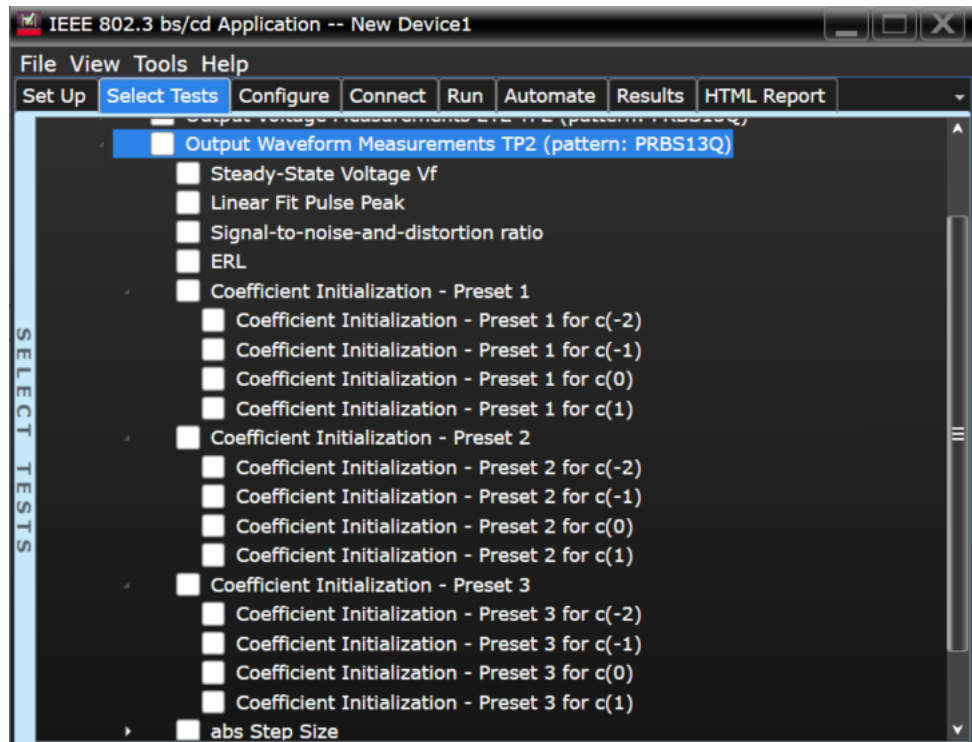 IEEE 802.3 bs/cd Application -- New Device1
File View Tools Help
Set Up Select Tests Configure Connect Run Automate Results HTML Report
SELECT TESTS
Output Voltage Measurements TP2 (pattern: PRBS13Q)
Output Waveform Measurements TP2 (pattern: PRBS13Q)
Steady-State Voltage Vf
Linear Fit Pulse Peak
Signal-to-noise-and-distortion ratio
ERL
Coefficient Initialization - Preset 1
Coefficient Initialization - Preset 1 for c(-2)
Coefficient Initialization - Preset 1 for c(-1)
Coefficient Initialization - Preset 1 for c(0)
Coefficient Initialization - Preset 1 for c(1)
Coefficient Initialization - Preset 2
Coefficient Initialization - Preset 2 for c(-2)
Coefficient Initialization - Preset 2 for c(-1)
Coefficient Initialization - Preset 2 for c(0)
Coefficient Initialization - Preset 2 for c(1)
Coefficient Initialization - Preset 3
Coefficient Initialization - Preset 3 for c(-2)
Coefficient Initialization - Preset 3 for c(-1)
Coefficient Initialization - Preset 3 for c(0)
Coefficient Initialization - Preset 3 for c(1)
abs Step Size